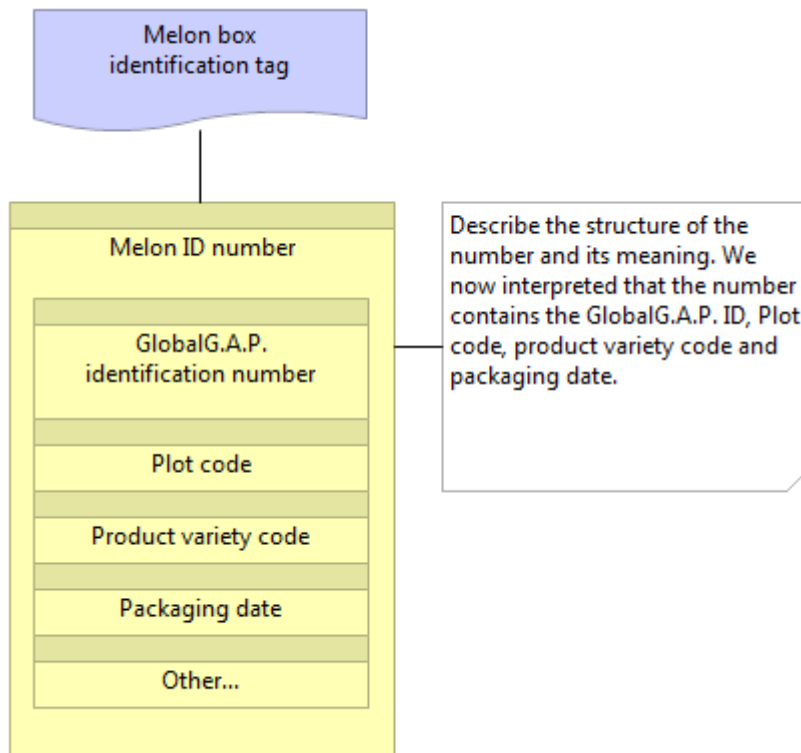 Melon box
identification tag
Melon ID number
GlobalG.A.P.
identification number
Plot code
Product variety code
Packaging date
Other...
Describe the structure of the
number and its meaning. We
now interpreted that the number
contains the GlobalG.A.P. ID, Plot
code, product variety code and
packaging date.